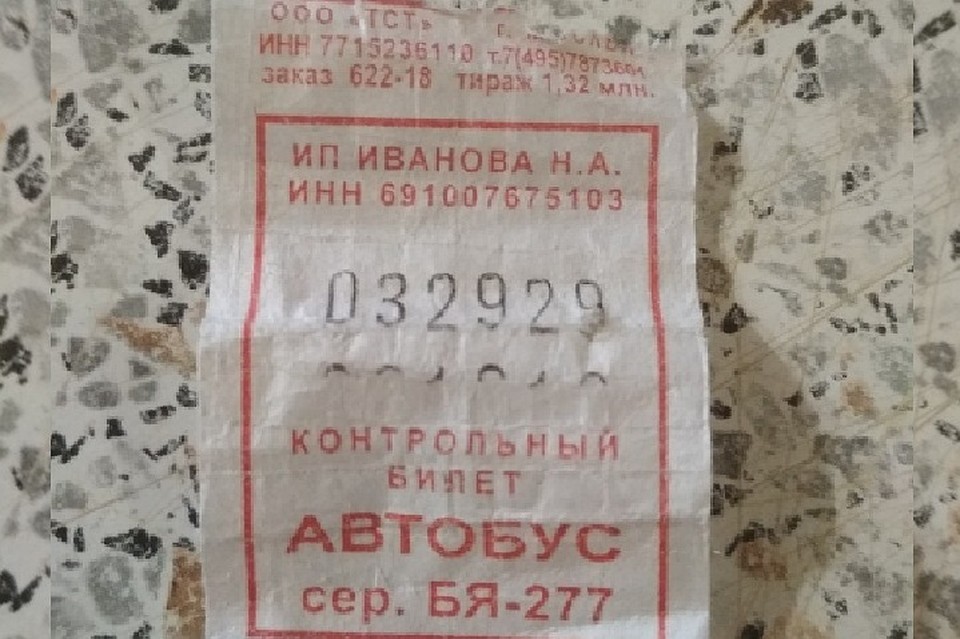 ООО «ТСТ» г.
ИНН 7715236110
заказ 622-18 тираж 1,32 млн.
ИП ИВАНОВА Н.А.
ИНН 691007675103
032929
КОНТРОЛЬНЫЙ
БИЛЕТ
АВТОБУС
сер. БЯ-277